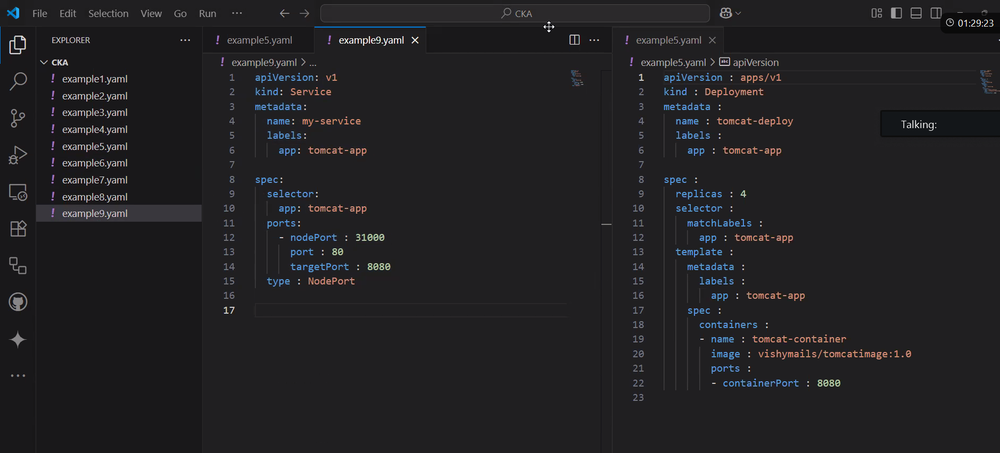 File Edit Selection View Go Run ···
CKA
01:29:23
EXPLORER
CKA
example1.yaml
example2.yaml
example3.yaml
example4.yaml
example5.yaml
example6.yaml
example7.yaml
example8.yaml
example9.yaml
! example5.yaml
! example9.yaml
! example9.yaml > ...
1 apiVersion: v1
2 kind: Service
3 metadata:
4 name: my-service
5 labels:
6 app: tomcat-app
7
8 spec:
9 selector:
10 app: tomcat-app
11 ports:
12 - nodePort : 31000
13 port : 80
14 targetPort : 8080
15 type : NodePort
16
17
! example5.yaml
! example5.yaml > abc apiVersion
1 apiVersion : apps/v1
2 kind : Deployment
3 metadata :
4 name : tomcat-deploy
5 labels :
6 app : tomcat-app
7
8 spec :
9 replicas : 4
10 selector :
11 matchLabels :
12 app : tomcat-app
13 template :
14 metadata :
15 labels :
16 app : tomcat-app
17 spec :
18 containers :
19 - name : tomcat-container
20 image : vishymails/tomcatimage:1.0
21 ports :
22 - containerPort : 8080
23
Talking: